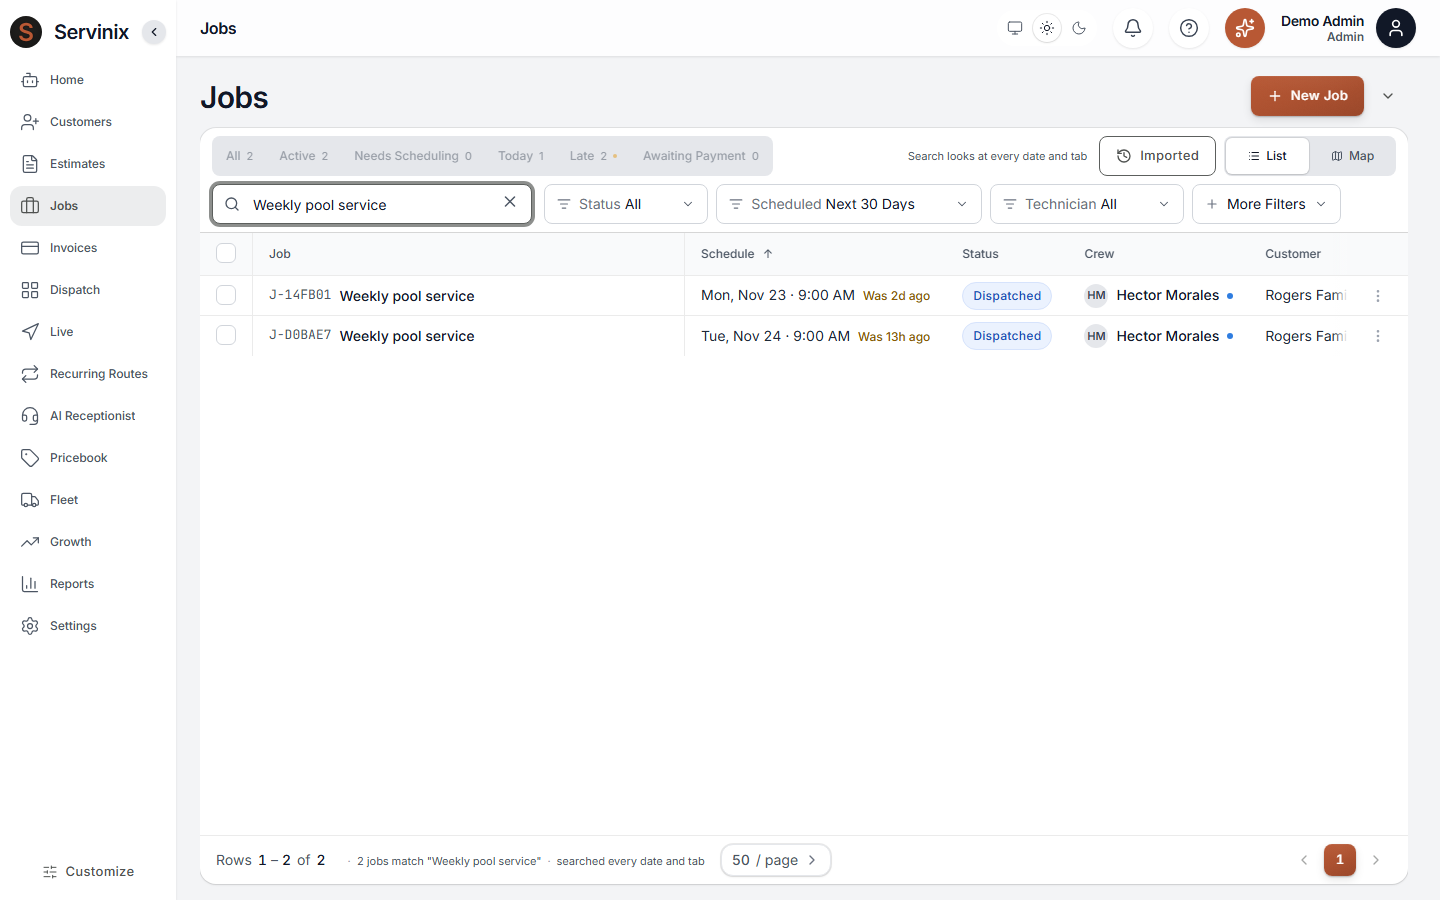 Servinix
Jobs
Demo Admin
Admin
Home
Customers
Estimates
Jobs
Invoices
Dispatch
Live
Recurring Routes
AI Receptionist
Pricebook
Fleet
Growth
Reports
Settings
Customize
Jobs
New Job
All 2 Active 2 Needs Scheduling 0 Today 1 Late 2 • Awaiting Payment 0
Search looks at every date and tab
Imported
List Map
Weekly pool service
Status All
Scheduled Next 30 Days
Technician All
More Filters
Job Schedule Status Crew Customer
J-14FB01 Weekly pool service Mon, Nov 23 · 9:00 AM Was 2d ago Dispatched HM Hector Morales Rogers Fami
J-D0BAE7 Weekly pool service Tue, Nov 24 · 9:00 AM Was 13h ago Dispatched HM Hector Morales Rogers Fami
Rows 1 – 2 of 2 · 2 jobs match "Weekly pool service" · searched every date and tab 50 / page 1